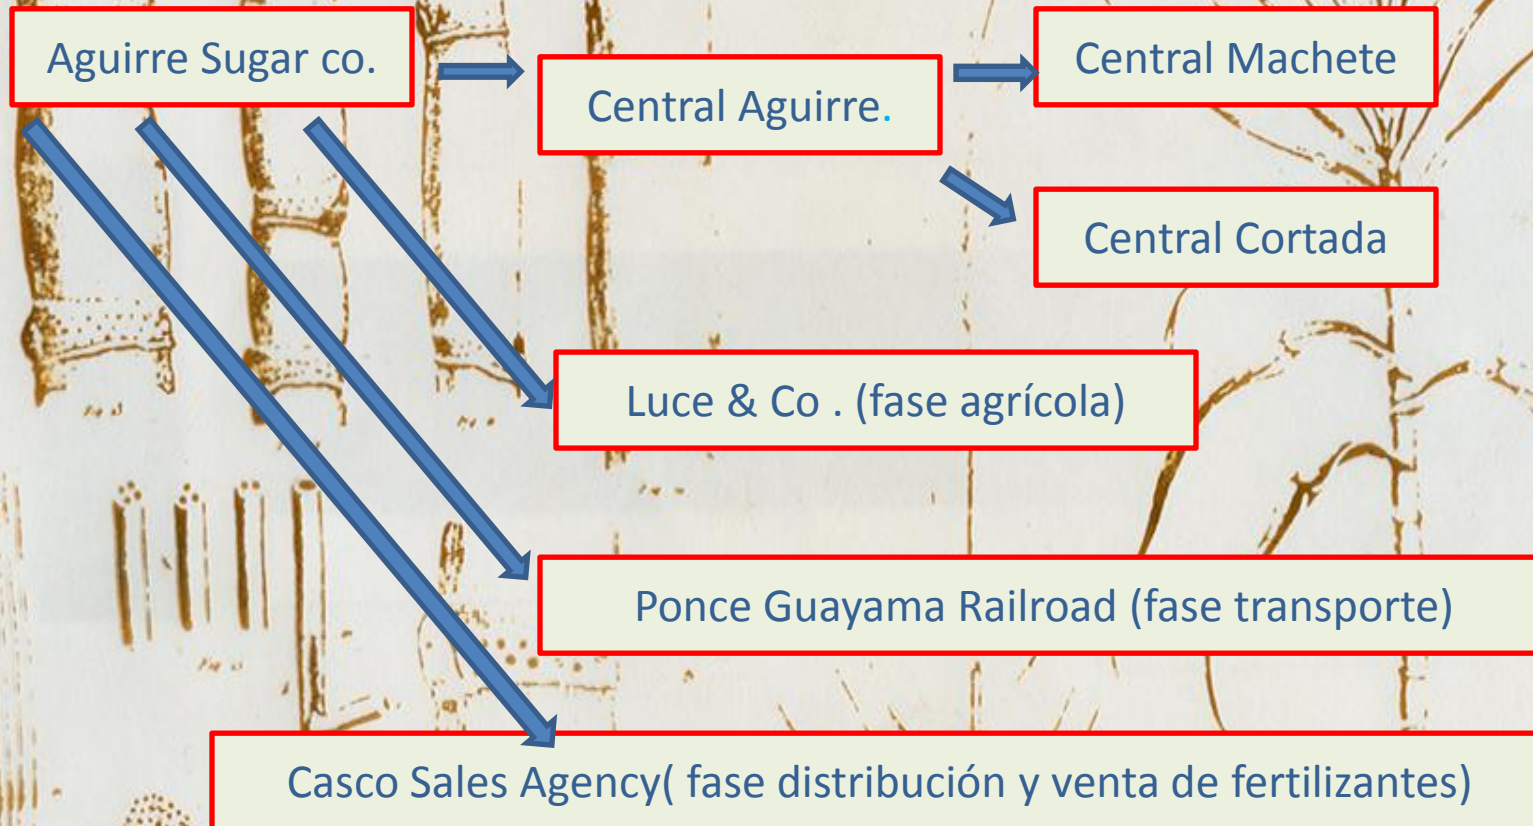 Aguirre Sugar co.
Central Aguirre.
Central Machete
Central Cortada
Luce & Co . (fase agrícola)
Ponce Guayama Railroad (fase transporte)
Casco Sales Agency( fase distribución y venta de fertilizantes)